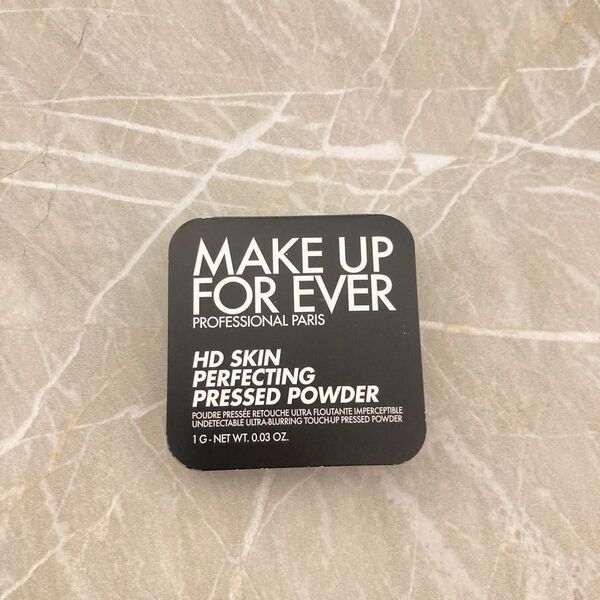 MAKE UP
FOR EVER
PROFESSIONAL PARIS
HD SKIN
PERFECTING
PRESSED POWDER
POUDRE PRESSÉE RETOUCHE ULTRA FLOUTANTE IMPERCEPTIBLE
UNDETECTABLE ULTRA-BLURRING TOUCH-UP PRESSED POWDER
1 G - NET WT. 0.03 OZ.